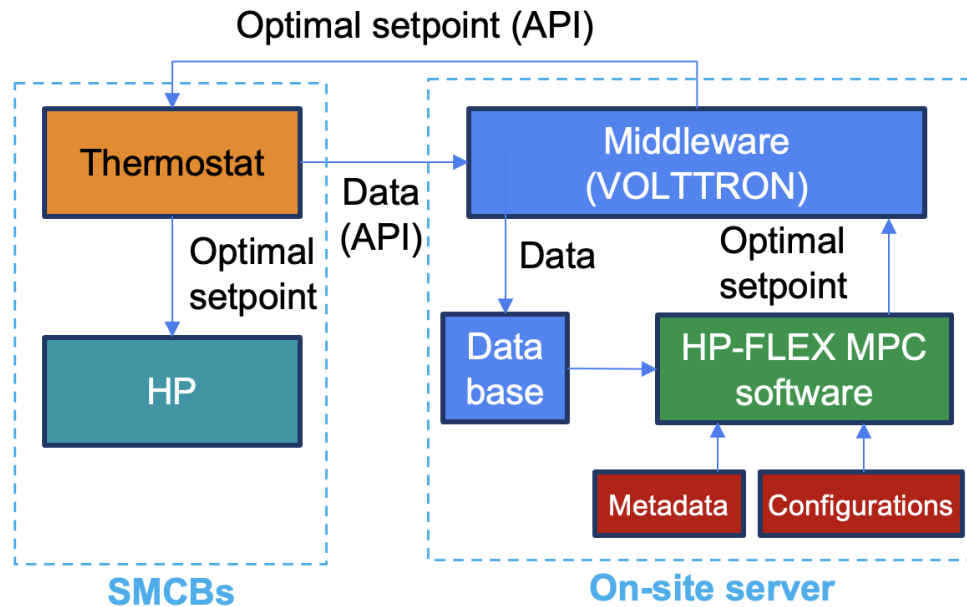 Optimal setpoint (API)
Thermostat
Middleware
(VOLTTRON)
Data
(API)
Optimal
setpoint
Data
Optimal
setpoint
HP
Data
base
HP-FLEX MPC
software
Metadata
Configurations
SMCBs
On-site server